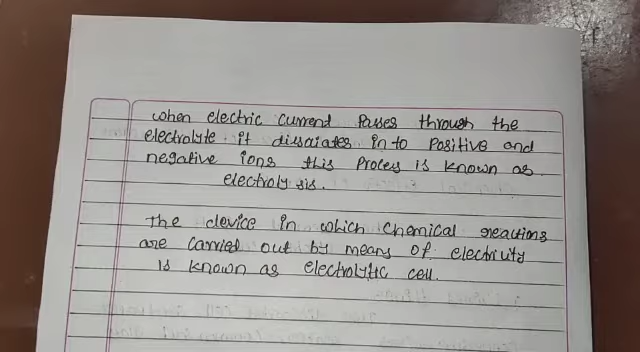 when electric current Passes through the
electrolyte it dissaiates in to Positive and
negative ions this Proces is known as
electroly sis.
The device in which chemical reactions
are carried out by means of electriuty
is known as electrolytic cell.